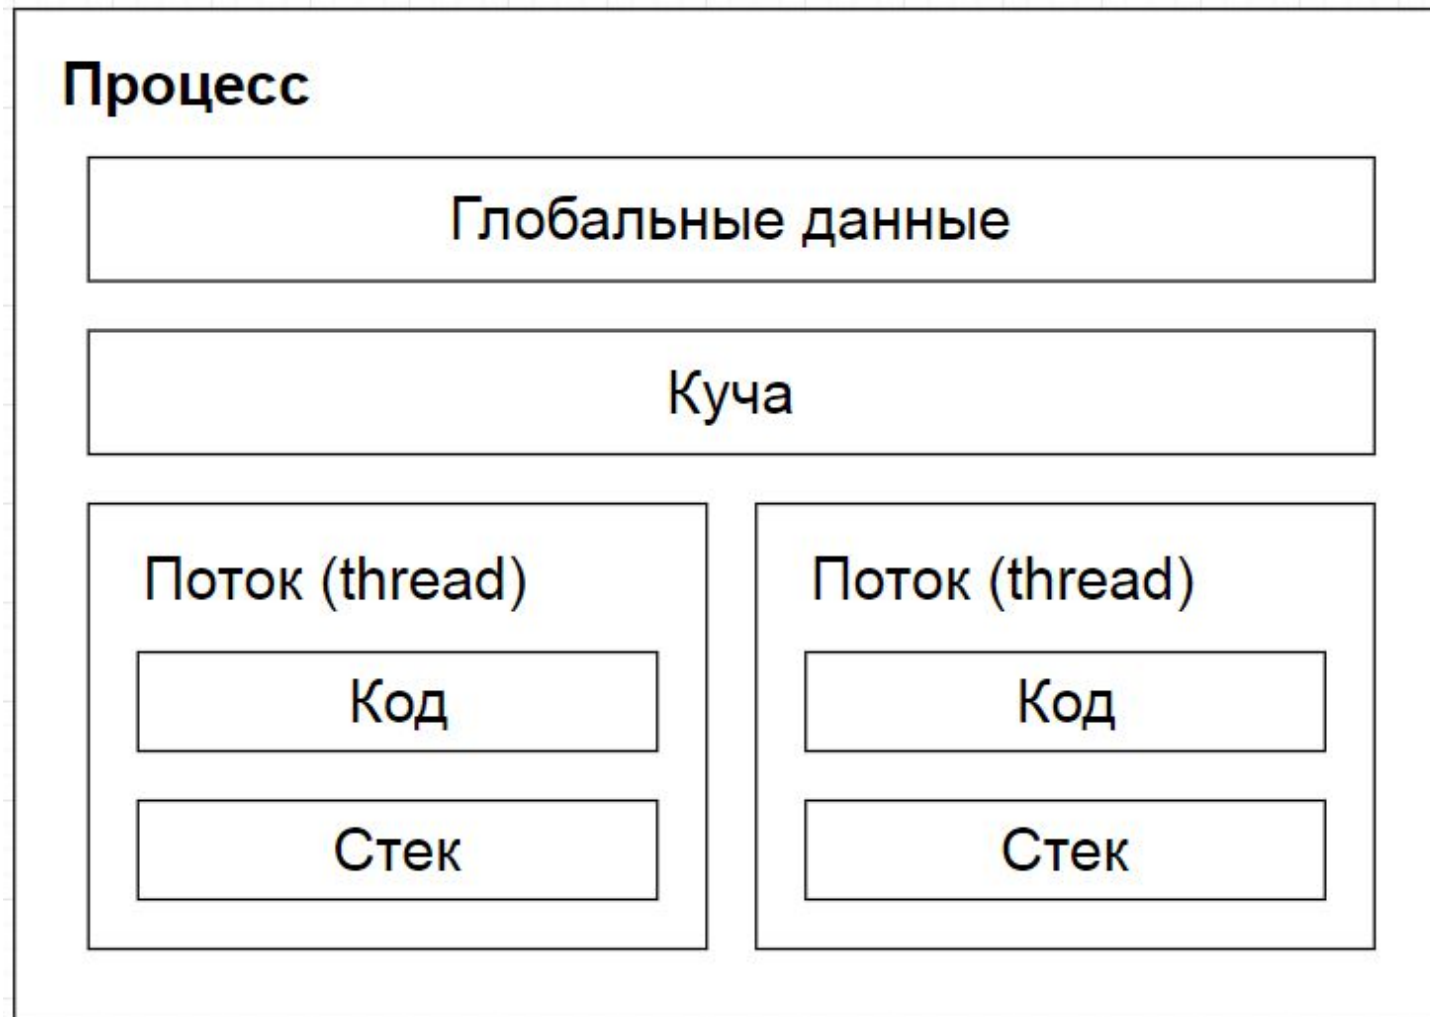 Процесс
Глобальные данные
Куча
Поток (thread)
Код
Стек
Поток (thread)
Код
Стек